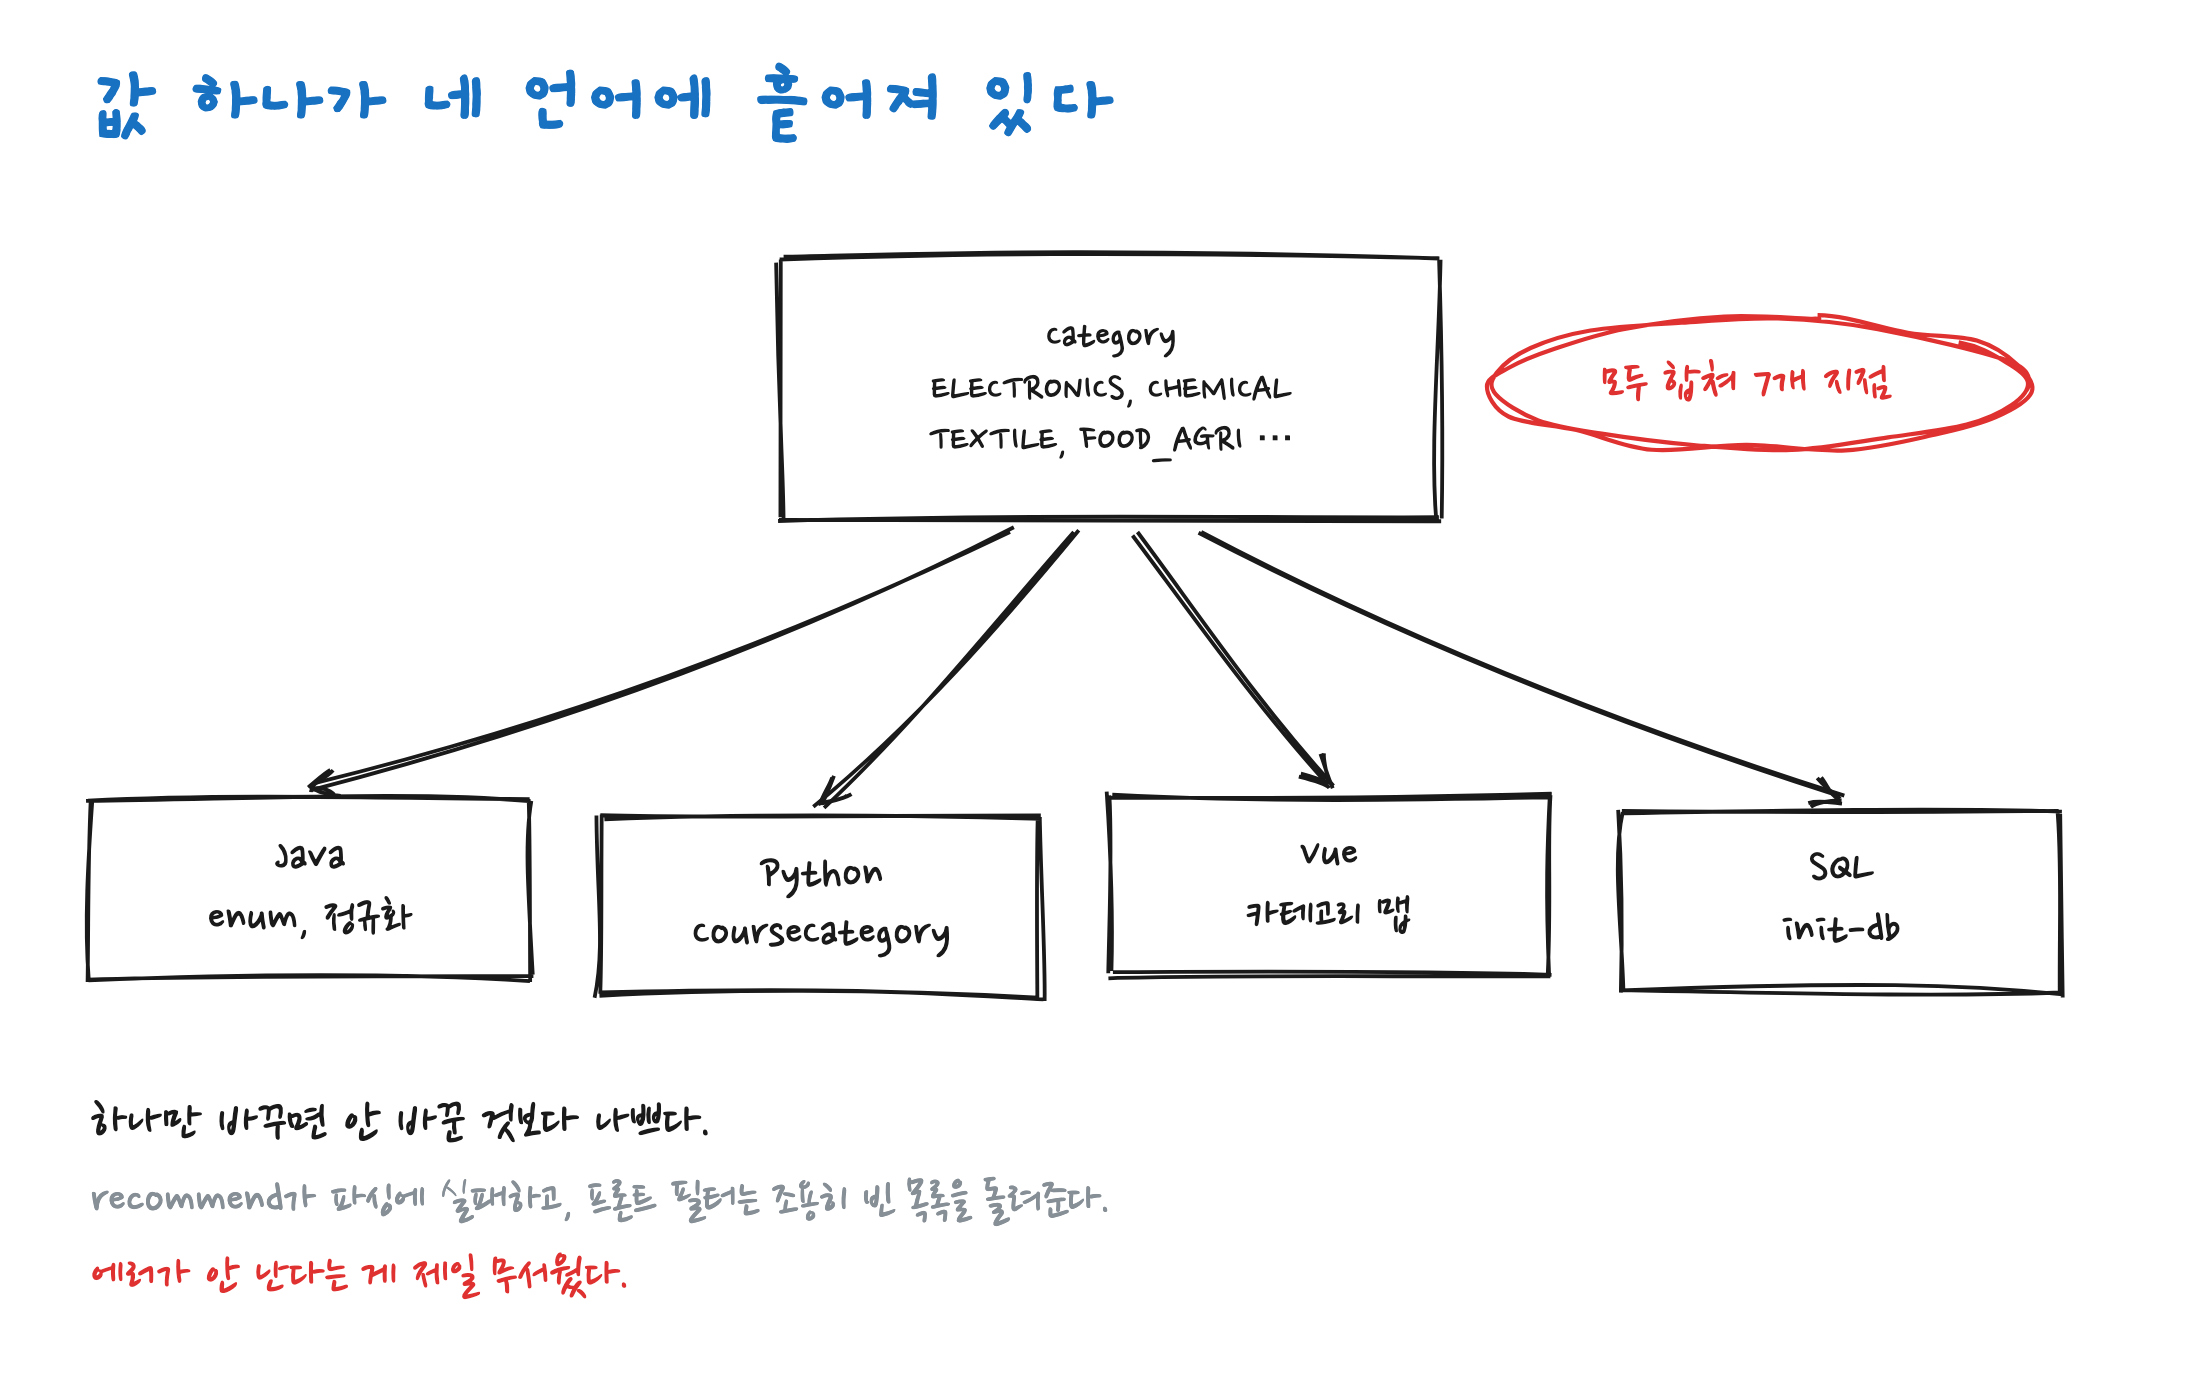 값 하나가 네 언어에 흩어져 있다
category
ELECTRONICS, CHEMICAL
TEXTILE, FOOD_AGRI ···
모두 합쳐 7개 지점
Java
enum, 정규화
Python
coursecategory
Vue
카테고리 맵
SQL
init-db
하나만 바꾸면 안 바꾼 것보다 나쁘다.
recommend가 파싱에 실패하고, 프론트 필터는 조용히 빈 목록을 돌려준다.
에러가 안 난다는 게 제일 무서웠다.